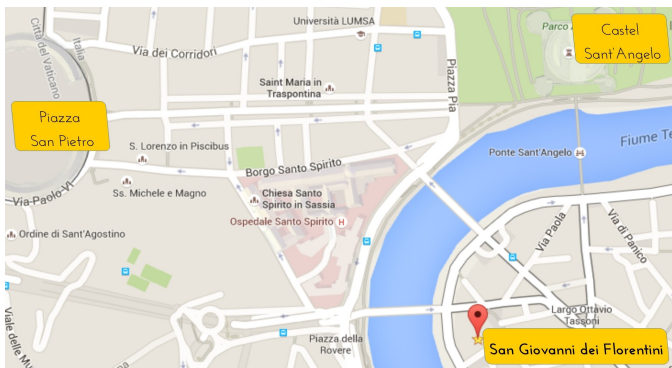 Università LUMSA
Parco
Castel
Sant'Angelo
Città del Vaticano
Italia
Via dei Corridori
Piazza Pia
Saint Maria in
Traspontina
Piazza
San Pietro
S. Lorenzo in Piscibus
Borgo Santo Spirito
Ponte Sant'Angelo
Fiume Te
Via-Paolo-VI
Ss. Michele e Magno
Chiesa Santo
Spirito in Sassia
Ospedale Santo Spirito
H
Ordine di Sant'Agostino
Via Paola
Via di Panico
Viale delle Mu
Largo Ottavio
Tassoni
Piazza della
Rovere
San Giovanni dei Florentini